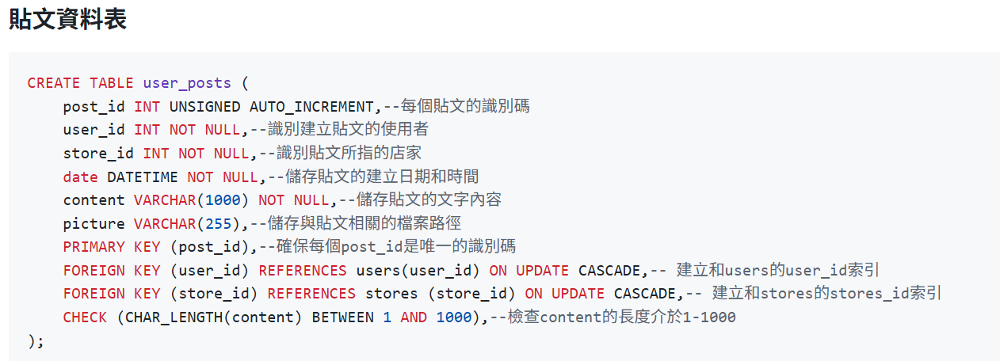 貼文資料表
CREATE TABLE user_posts (
post_id INT UNSIGNED AUTO_INCREMENT,--每個貼文的識別碼
user_id INT NOT NULL,--識別建立貼文的使用者
store_id INT NOT NULL,--識別貼文所指的店家
date DATETIME NOT NULL,--儲存貼文的建立日期和時間
content VARCHAR(1000) NOT NULL,--儲存貼文的文字內容
picture VARCHAR(255),--儲存與貼文相關的檔案路徑
PRIMARY KEY (post_id),--確保每個post_id是唯一的識別碼
FOREIGN KEY (user_id) REFERENCES users(user_id) ON UPDATE CASCADE,-- 建立和users的user_id索引
FOREIGN KEY (store_id) REFERENCES stores (store_id) ON UPDATE CASCADE,-- 建立和stores的stores_id索引
CHECK (CHAR_LENGTH(content) BETWEEN 1 AND 1000),--檢查content的長度介於1-1000
);